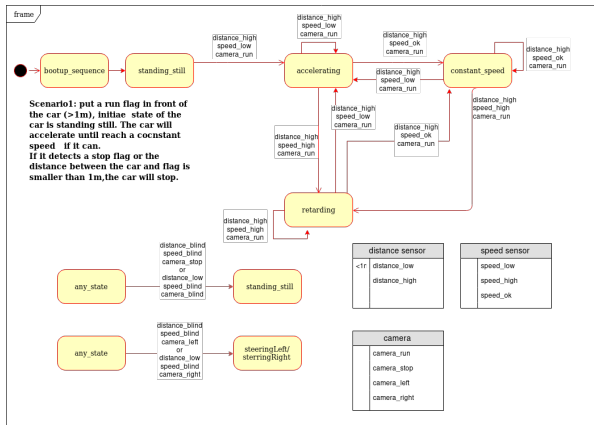 frame
distance_high
speed_low
camera_run
distance_high
speed_low
camera_run
distance_high
speed_ok
camera_run
distance_high
speed_ok
camera_run
bootup_sequence
standing_still
accelerating
constant_speed
distance_high
speed_low
camera_run
Scenario1: put a run flag in front of
the car (>1m), initiae state of the
car is standing still. The car will
accelerate until reach a cocnstant
speed if it can.
If it detects a stop flag or the
distance between the car and flag is
smaller than 1m,the car will stop.
distance_high
speed_high
camera_run
distance_high
speed_low
camera_run
distance_high
speed_ok
camera_run
distance_high
speed_high
camera_run
retarding
distance_high
speed_high
camera_run
distance_blind
speed_blind
camera_stop
or
distance_low
speed_blind
camera_blind
any_state
standing_still
distance sensor
<1r distance_low
distance_high
speed sensor
speed_low
speed_high
speed_ok
distance_blind
speed_blind
camera_left
or
distance_low
speed_blind
camera_right
any_state
steeringLeft/
sterringRight
camera
camera_run
camera_stop
camera_left
camera_right